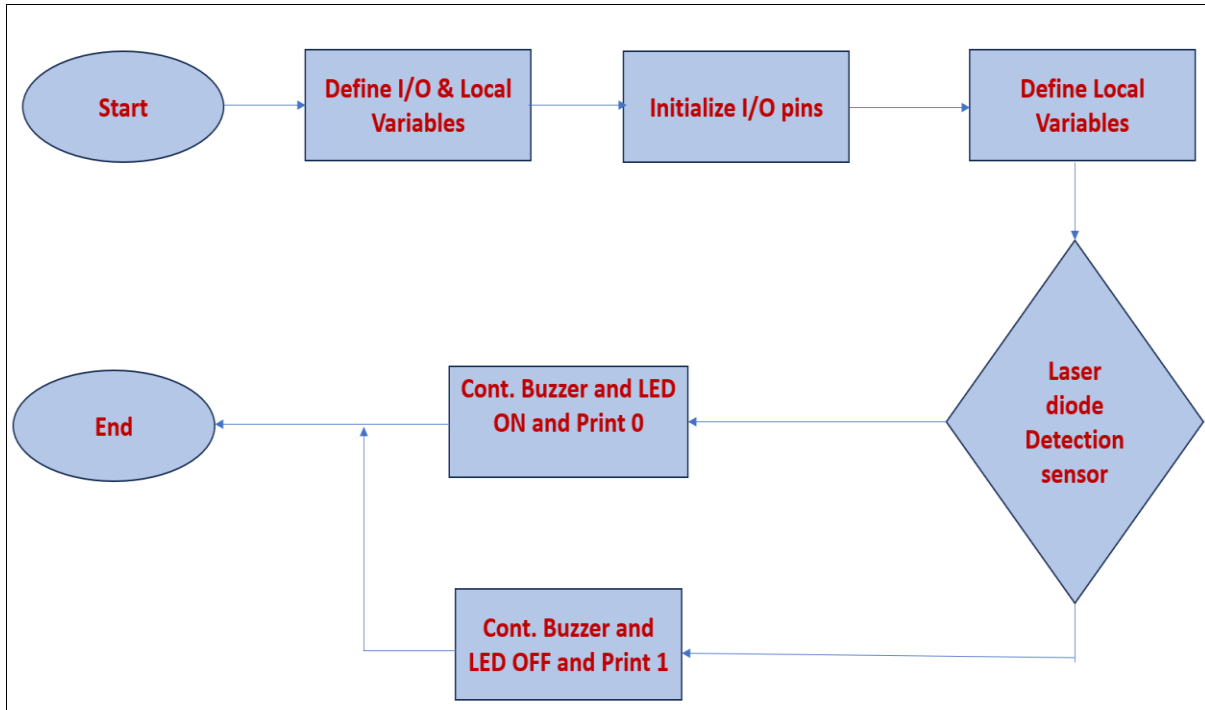 Start
Define I/O & Local
Variables
Initialize I/O pins
Define Local
Variables
Laser
diode
Detection
sensor
Cont. Buzzer and LED
ON and Print 0
End
Cont. Buzzer and
LED OFF and Print 1